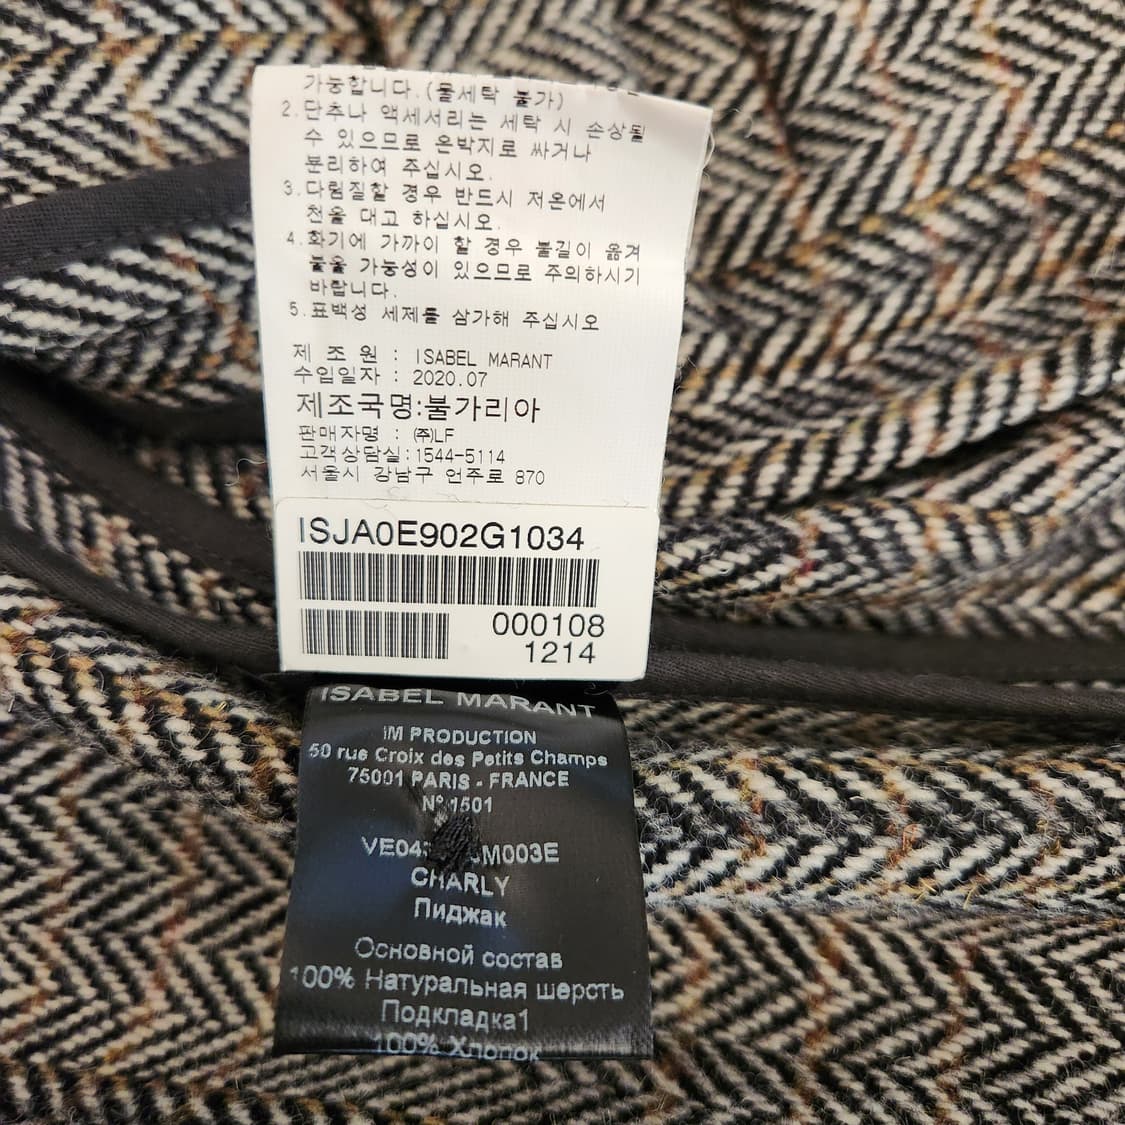 가능합니다.(물세탁 불가)
2.단추나 액세서리는 세탁 시 손상될
수 있으므로 은박지로 싸거나
분리하여 주십시오.
3.다림질할 경우 반드시 저온에서
천을 대고 하십시오.
4.화기에 가까이 할 경우 불길이 옮겨
붙을 가능성이 있으므로 주의하시기
바랍니다.
5.표백성 세제를 삼가해 주십시오
제 조 원 : ISABEL MARANT
수입일자 : 2020.07
제조국명:불가리아
판매자명 : ㈜LF
고객상담실:1544-5114
서울시 강남구 언주로 870
ISJA0E902G1034
000108
1214
ISABEL MARANT
IM PRODUCTION
50 rue Croix des Petits Champs
75001 PARIS - FRANCE
N° 1501
CHARLY
Пиджак
Основной состав
100% Натуральная шерсть
Подкладка1
100% Хлопок